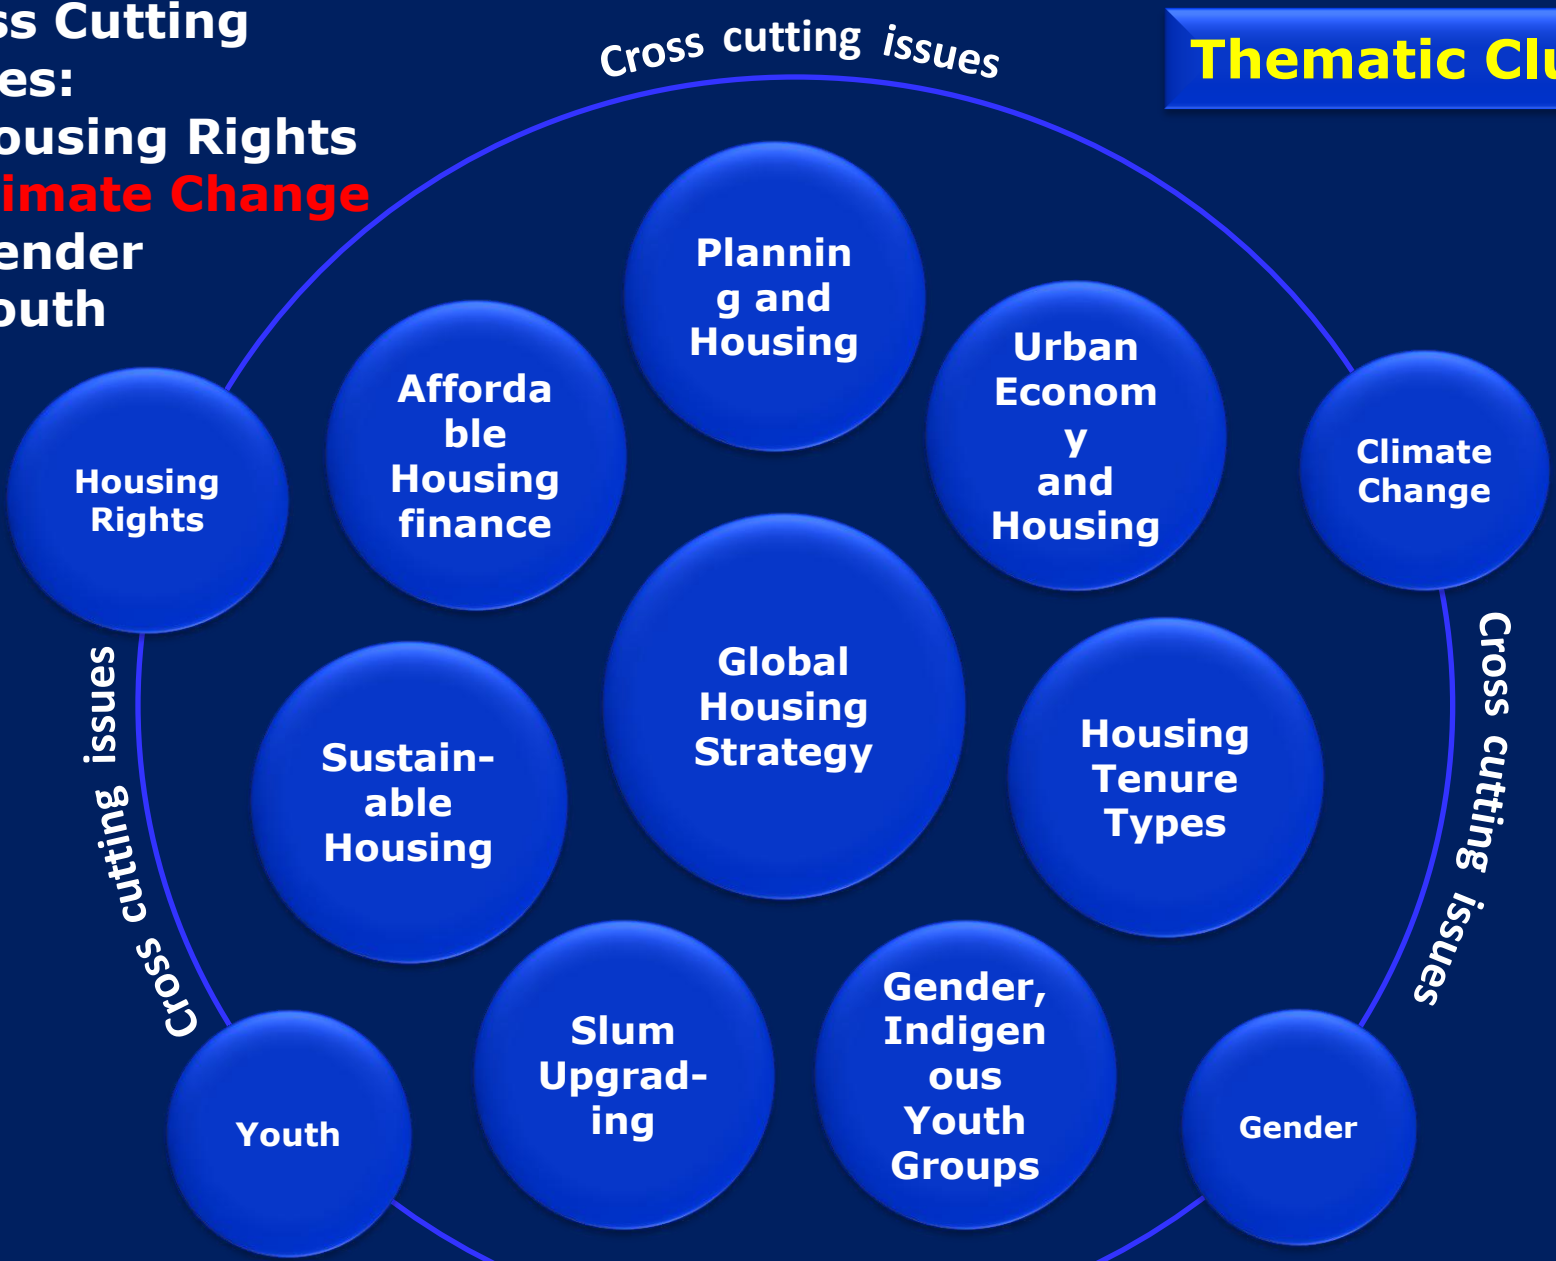 ss Cutting
es:
ousing Rights
imate Change
ender
outh
Cross cutting issues
Thematic Clu
Plannin
g and
Housing
Afforda
ble
Housing
finance
Urban
Econom
y
and
Housing
Housing
Rights
Climate
Change
Global
Housing
Strategy
Sustain-
able
Housing
Housing
Tenure
Types
Cross cutting issues
Cross cutting issues
Slum
Upgrad-
ing
Gender,
Indigen
ous
Youth
Groups
Youth
Gender